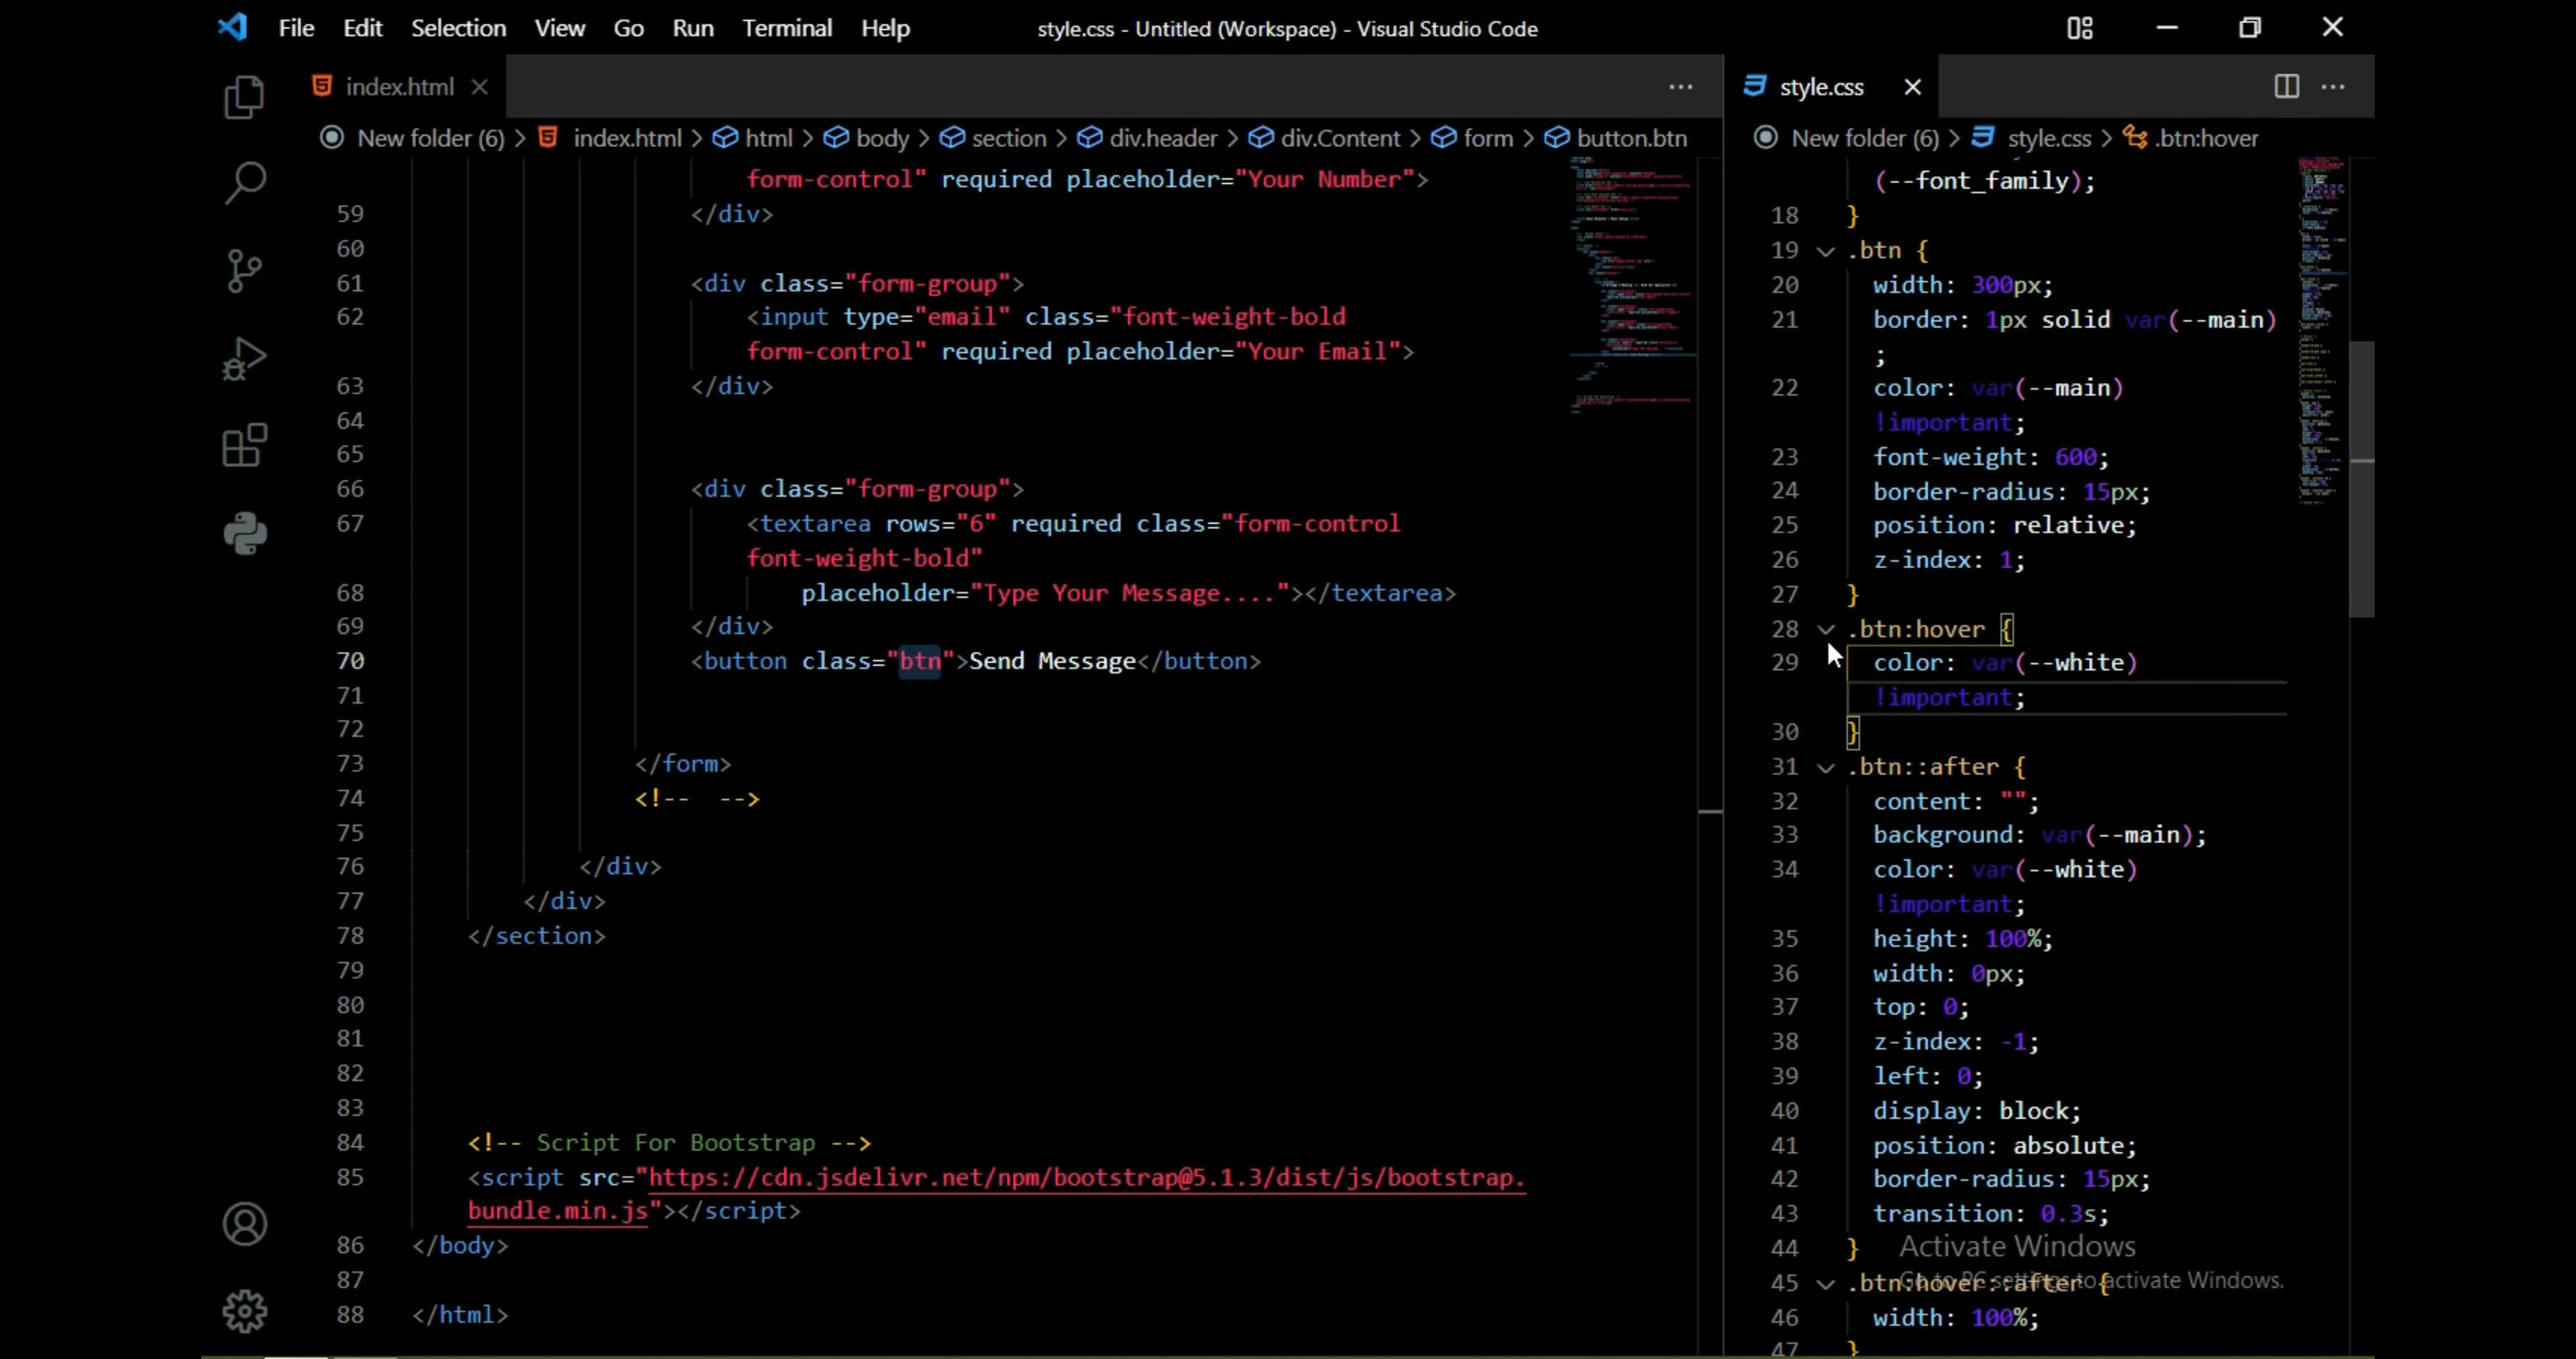 File Edit Selection View Go Run Terminal Help
style.css - Untitled (Workspace) - Visual Studio Code
index.html
New folder (6) > index.html > html > body > section > div.header > div.Content > form > button.btn
form-control" required placeholder="Your Number">
59 </div>
60
61 <div class="form-group">
62 <input type="email" class="font-weight-bold
form-control" required placeholder="Your Email">
63 </div>
64
65
66 <div class="form-group">
67 <textarea rows="6" required class="form-control
font-weight-bold"
68 placeholder="Type Your Message...."></textarea>
69 </div>
70 <button class="btn">Send Message</button>
71
72
73 </form>
74 <!--  -->
75
76 </div>
77 </div>
78 </section>
79
80
81
82
83
84 <!-- Script For Bootstrap -->
85 <script src="https://cdn.jsdelivr.net/npm/bootstrap@5.1.3/dist/js/bootstrap.
bundle.min.js"></script>
86 </body>
87
88 </html>
style.css
New folder (6) > style.css > .btn:hover
(--font_family);
18 }
19 .btn {
20 width: 300px;
21 border: 1px solid var(--main)
;
22 color: var(--main)
!important;
23 font-weight: 600;
24 border-radius: 15px;
25 position: relative;
26 z-index: 1;
27 }
28 .btn:hover {
29 color: var(--white)
!important;
30 }
31 .btn::after {
32 content: "";
33 background: var(--main);
34 color: var(--white)
!important;
35 height: 100%;
36 width: 0px;
37 top: 0;
38 z-index: -1;
39 left: 0;
40 display: block;
41 position: absolute;
42 border-radius: 15px;
43 transition: 0.3s;
44 }
Activate Windows
45 .btn:hover::after {
Go to PC settings to activate Windows.
46 width: 100%;
47 }